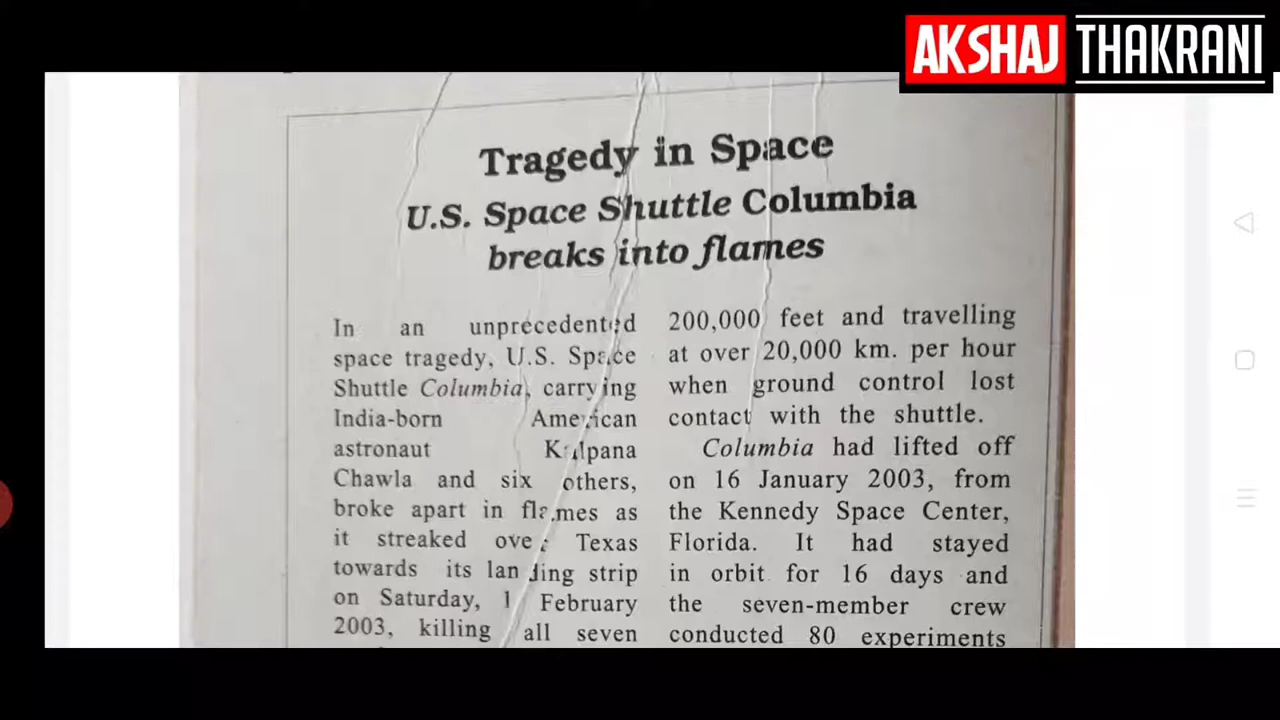 AKSHAJ THAKRANI
Tragedy in Space
U.S. Space Shuttle Columbia
breaks into flames
In an unprecedented
space tragedy, U.S. Space
Shuttle Columbia, carrying
India-born American
astronaut Kalpana
Chawla and six others,
broke apart in flames as
it streaked over Texas
towards its landing strip
on Saturday, 1 February
2003, killing all seven
200,000 feet and travelling
at over 20,000 km. per hour
when ground control lost
contact with the shuttle.
Columbia had lifted off
on 16 January 2003, from
the Kennedy Space Center,
Florida. It had stayed
in orbit for 16 days and
the seven-member crew
conducted 80 experiments